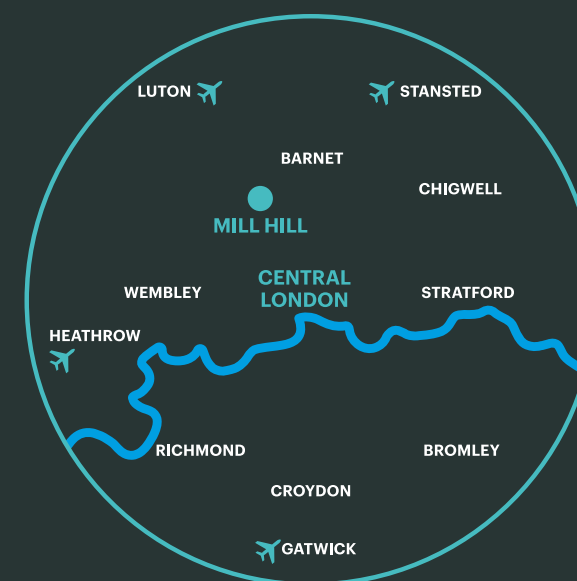 LUTON
STANSTED
BARNET
CHIGWELL
MILL HILL
CENTRAL
LONDON
WEMBLEY
STRATFORD
HEATHROW
RICHMOND
BROMLEY
CROYDON
GATWICK